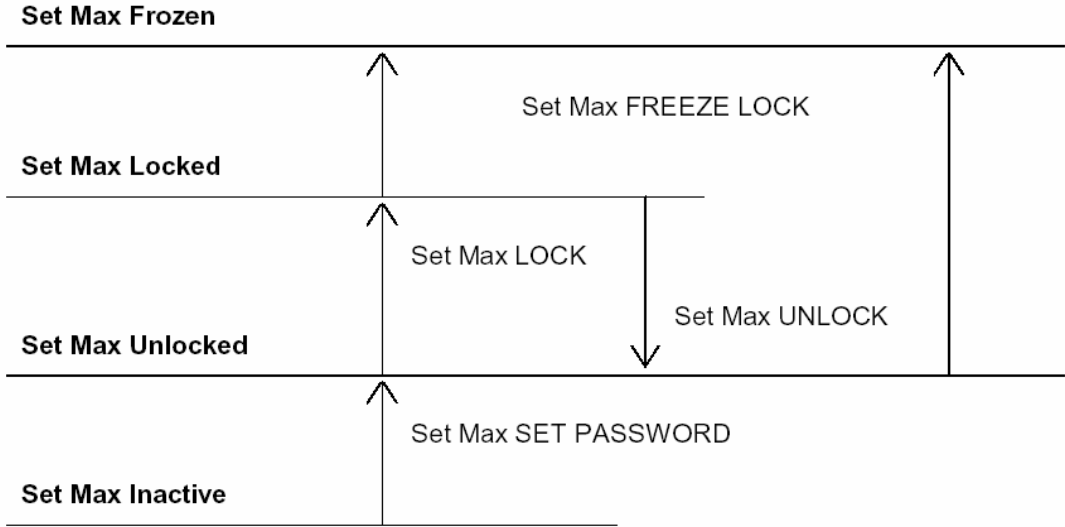 Set Max Frozen
Set Max FREEZE LOCK
Set Max Locked
Set Max LOCK
Set Max UNLOCK
Set Max Unlocked
Set Max SET PASSWORD
Set Max Inactive